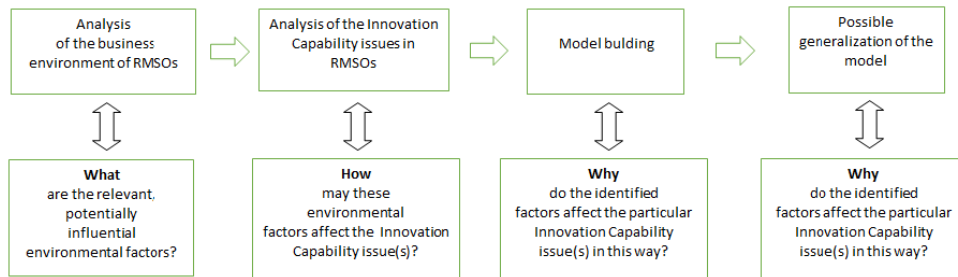 Analysis
of the business
environment of RMSOs
Analysis of the Innovation
Capability issues in
RMSOs
Model bulding
Possible
generalization of the
model
What
are the relevant,
potentially
influential
environmental factors?
How
may these
environmental
factors affect the Innovation
Capability issue(s)?
Why
do the identified
factors affect the particular
Innovation Capability
issue(s) in this way?
Why
do the identified
factors affect the particular
Innovation Capability
issue(s) in this way?